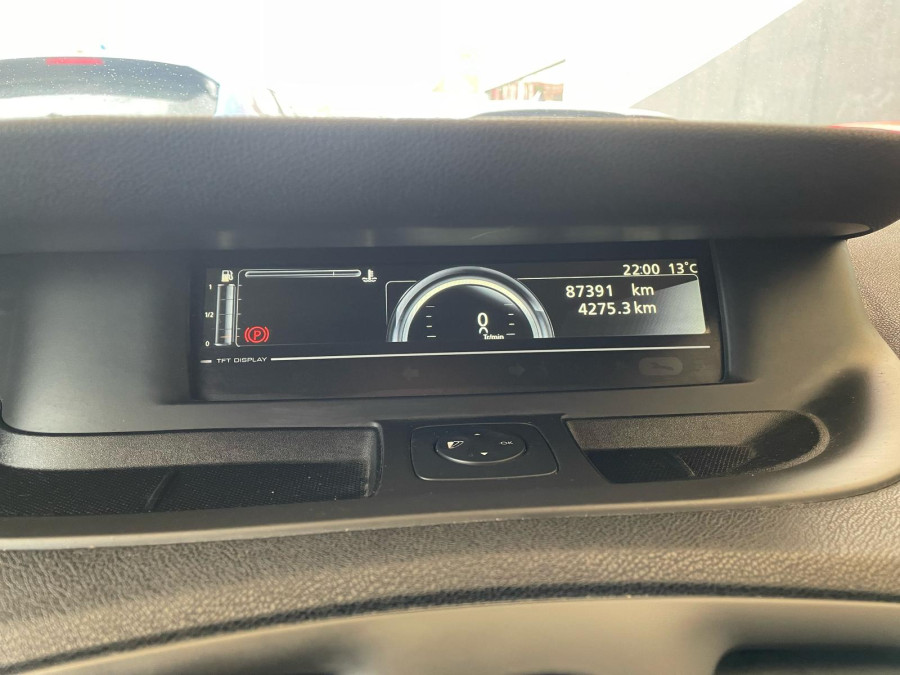 22:00 13°C
1
87391 km
4275.3 km
1/2
0
Tr/min
0
P
TFT DISPLAY
OK